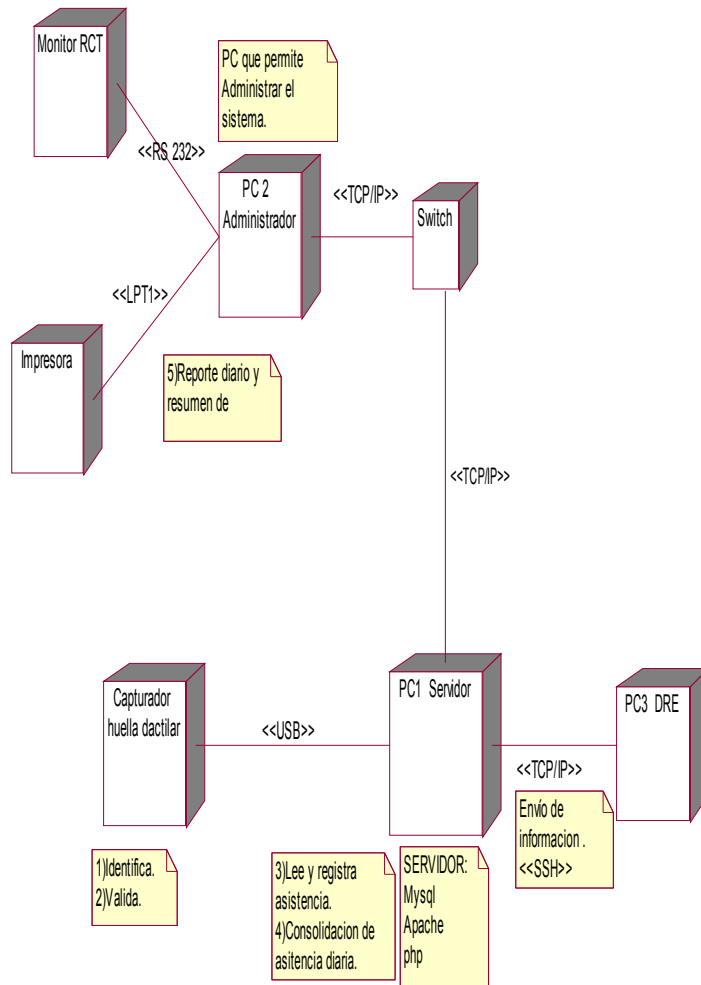 Monitor RCT
PC que permite
Administrar el
sistema.
<<RS 232>>
PC 2
Administrador
<<TCP/IP>>
Switch
<<LPT1>>
Impresora
5)Reporte diario y
resumen de
<<TCP/IP>>
Capturador
huella dactilar
<<USB>>
PC1 Servidor
PC3 DRE
<<TCP/IP>>
Envío de
informacion .
<<SSH>>
1)Identifica.
2)Valida.
3)Lee y registra
asistencia.
4)Consolidacion de
asitencia diaria.
SERVIDOR:
Mysql
Apache
php